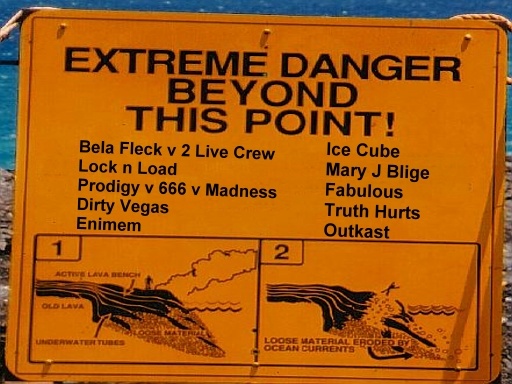 EXTREME DANGER
BEYOND
THIS POINT!
Bela Fleck v 2 Live Crew
Lock n Load
Prodigy v 666 v Madness
Dirty Vegas
Enimem
Ice Cube
Mary J Blige
Fabulous
Truth Hurts
Outkast
1
ACTIVE LAVA BENCH
OLD LAVA
LOOSE MATERIAL
UNDERWATER TUBES
2
LOOSE MATERIAL ERODED BY
OCEAN CURRENTS